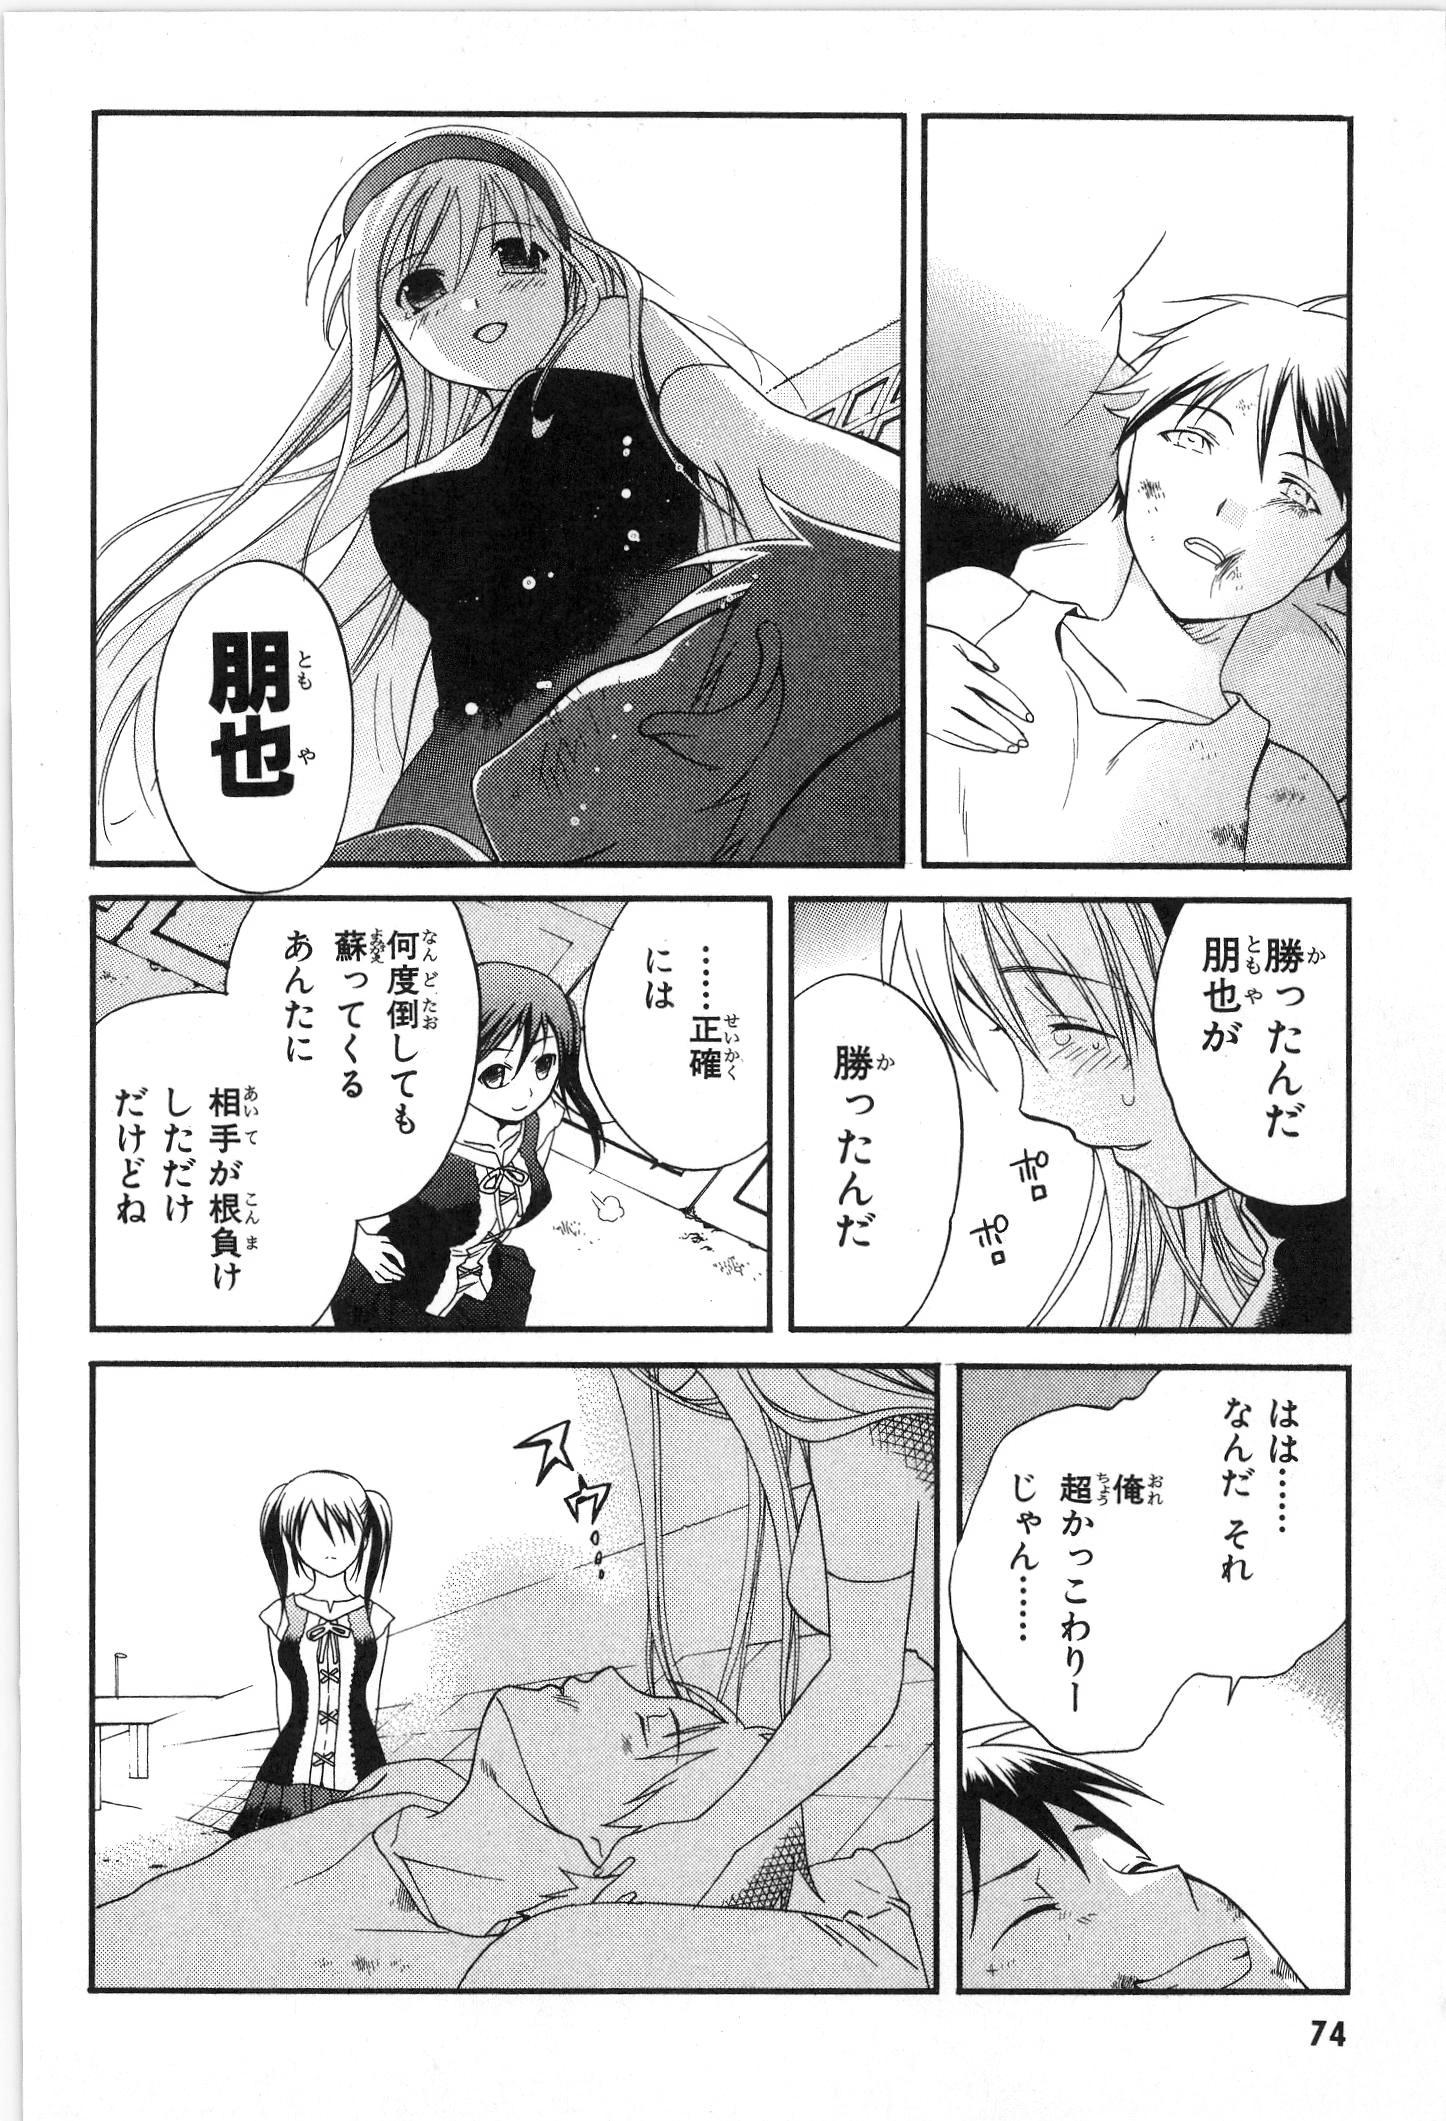 朋也
勝ったんだ
朋也が
勝ったんだ
ポロ
ポロ
……正確
には
何度倒しても
蘇ってくる
あんたに
相手が根負け
しただけ
だけどね
はは……
なんだ それ
俺
超かっこわりー
じゃん……
スゥ…
74